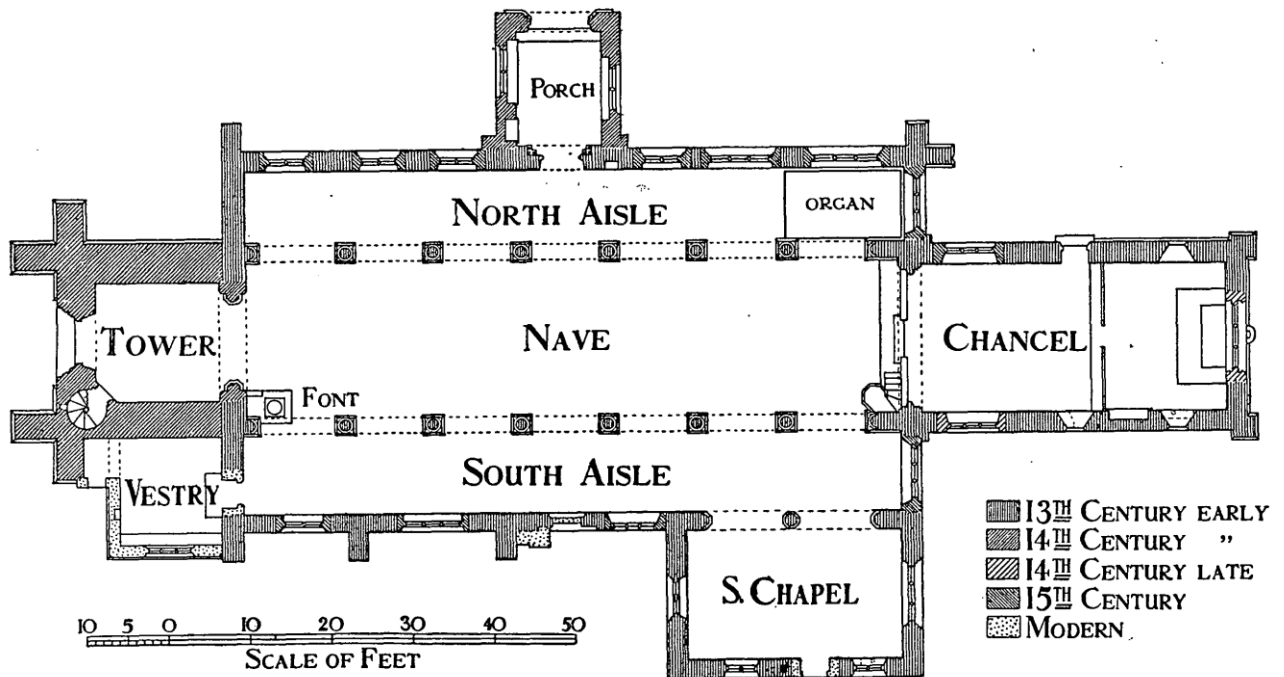 PORCH
NORTH AISLE
ORGAN
TOWER
NAVE
CHANCEL
FONT
SOUTH AISLE
VESTRY
S. CHAPEL
13TH CENTURY EARLY
14TH CENTURY "
14TH CENTURY LATE
15TH CENTURY
MODERN
10 5 0 10 20 30 40 50
SCALE OF FEET